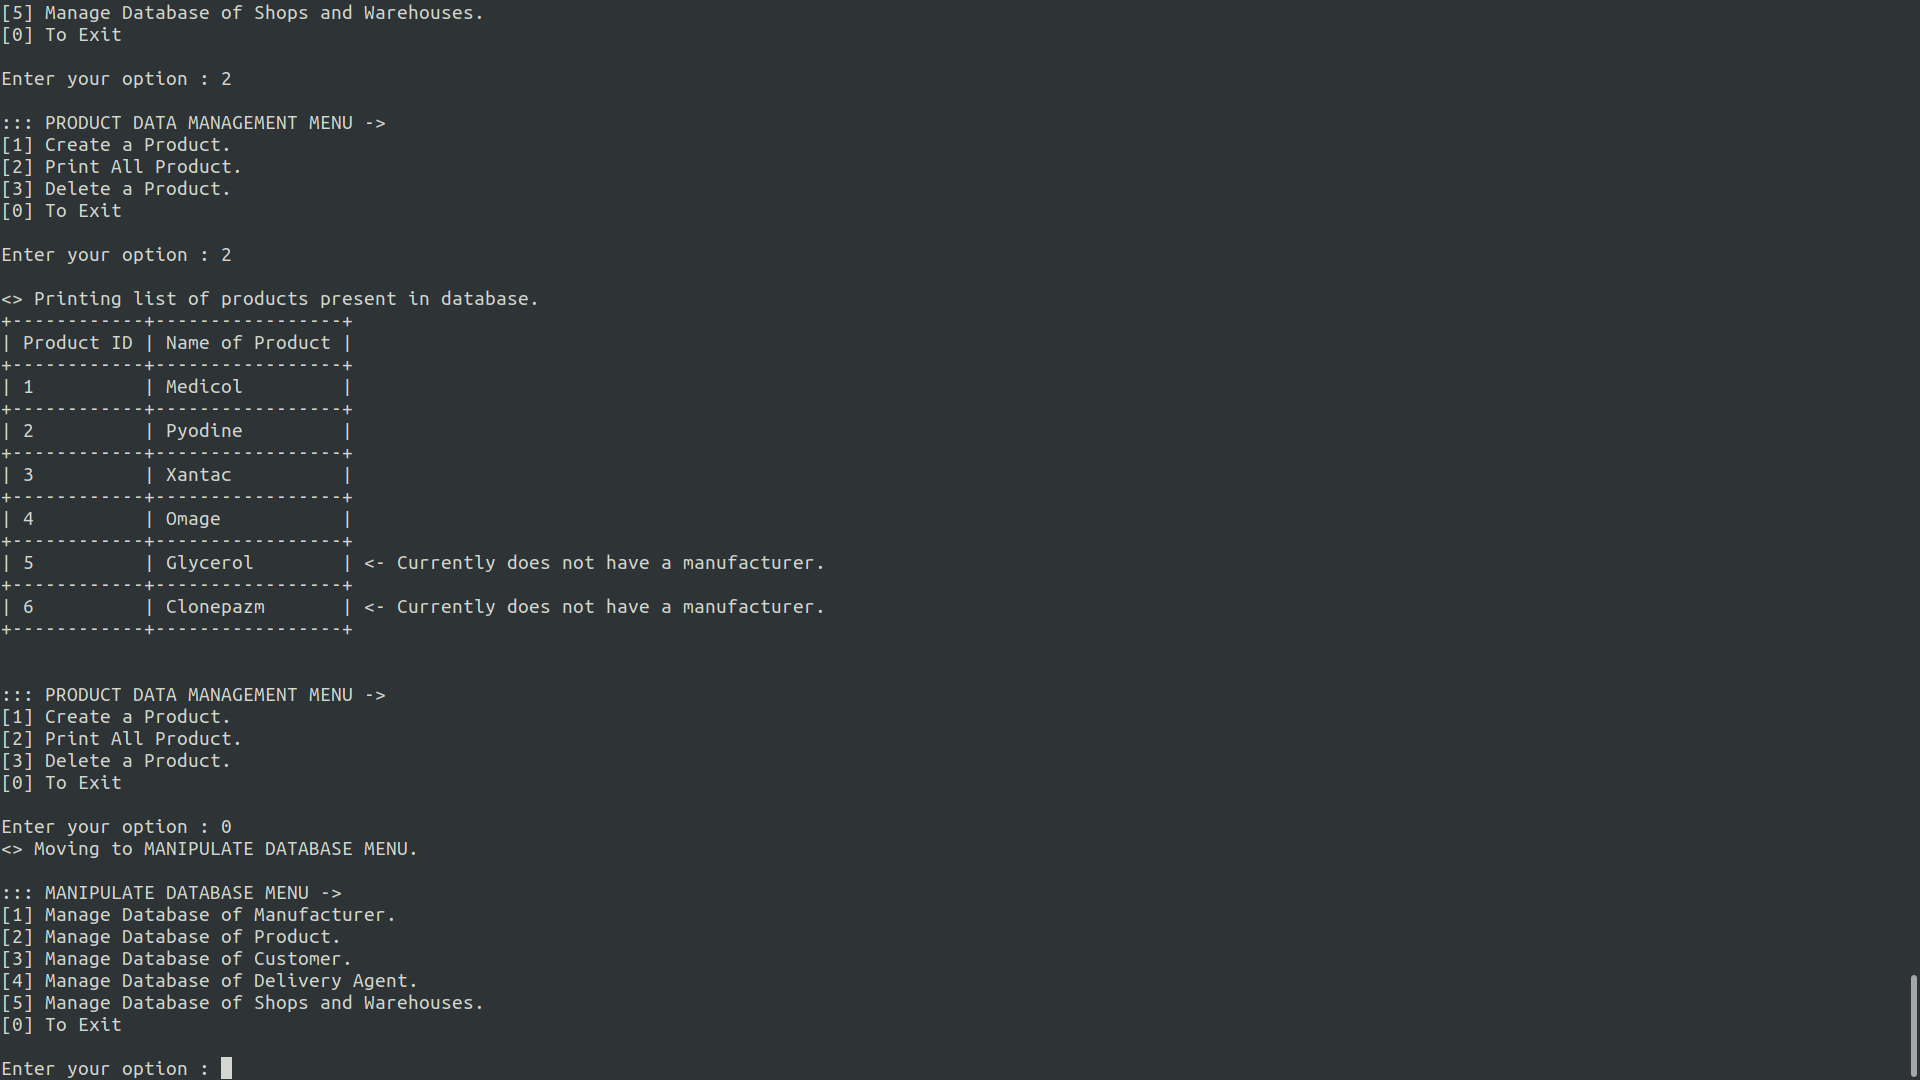 [5] Manage Database of Shops and Warehouses.
[0] To Exit

Enter your option : 2

::: PRODUCT DATA MANAGEMENT MENU ->
[1] Create a Product.
[2] Print All Product.
[3] Delete a Product.
[0] To Exit

Enter your option : 2

<> Printing list of products present in database.
+------------+-----------------+
| Product ID | Name of Product |
+------------+-----------------+
| 1          | Medicol         |
+------------+-----------------+
| 2          | Pyodine         |
+------------+-----------------+
| 3          | Xantac          |
+------------+-----------------+
| 4          | Omage           |
+------------+-----------------+
| 5          | Glycerol        | <- Currently does not have a manufacturer.
+------------+-----------------+
| 6          | Clonepazm       | <- Currently does not have a manufacturer.
+------------+-----------------+


::: PRODUCT DATA MANAGEMENT MENU ->
[1] Create a Product.
[2] Print All Product.
[3] Delete a Product.
[0] To Exit

Enter your option : 0
<> Moving to MANIPULATE DATABASE MENU.

::: MANIPULATE DATABASE MENU ->
[1] Manage Database of Manufacturer.
[2] Manage Database of Product.
[3] Manage Database of Customer.
[4] Manage Database of Delivery Agent.
[5] Manage Database of Shops and Warehouses.
[0] To Exit

Enter your option :